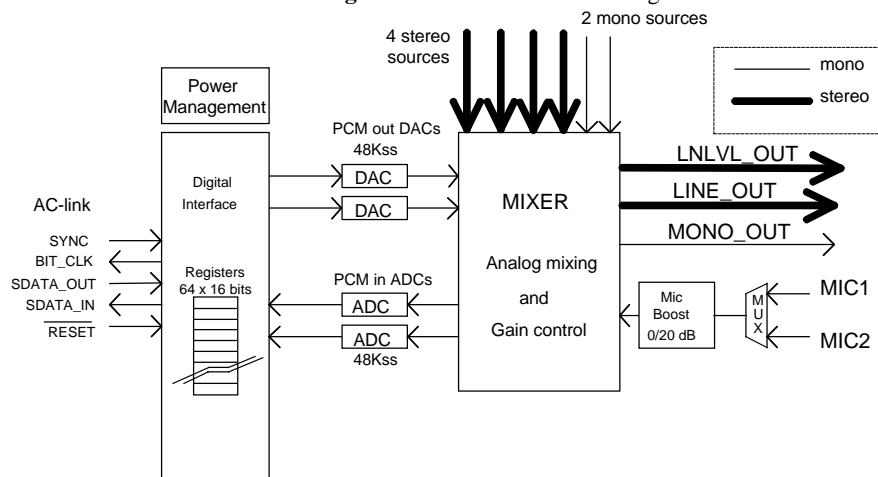 2 mono sources
4 stereo
sources
mono
stereo
Power
Management
PCM out DACs
48Kss
DAC
DAC
Digital
Interface
AC-link
SYNC
BIT_CLK
SDATA_OUT
SDATA_IN
RESET
Registers
64 x 16 bits
PCM in ADCs
ADC
ADC
48Kss
MIXER
Analog mixing
and
Gain control
LNLVL_OUT
LINE_OUT
MONO_OUT
Mic
Boost
0/20 dB
MUX
MIC1
MIC2